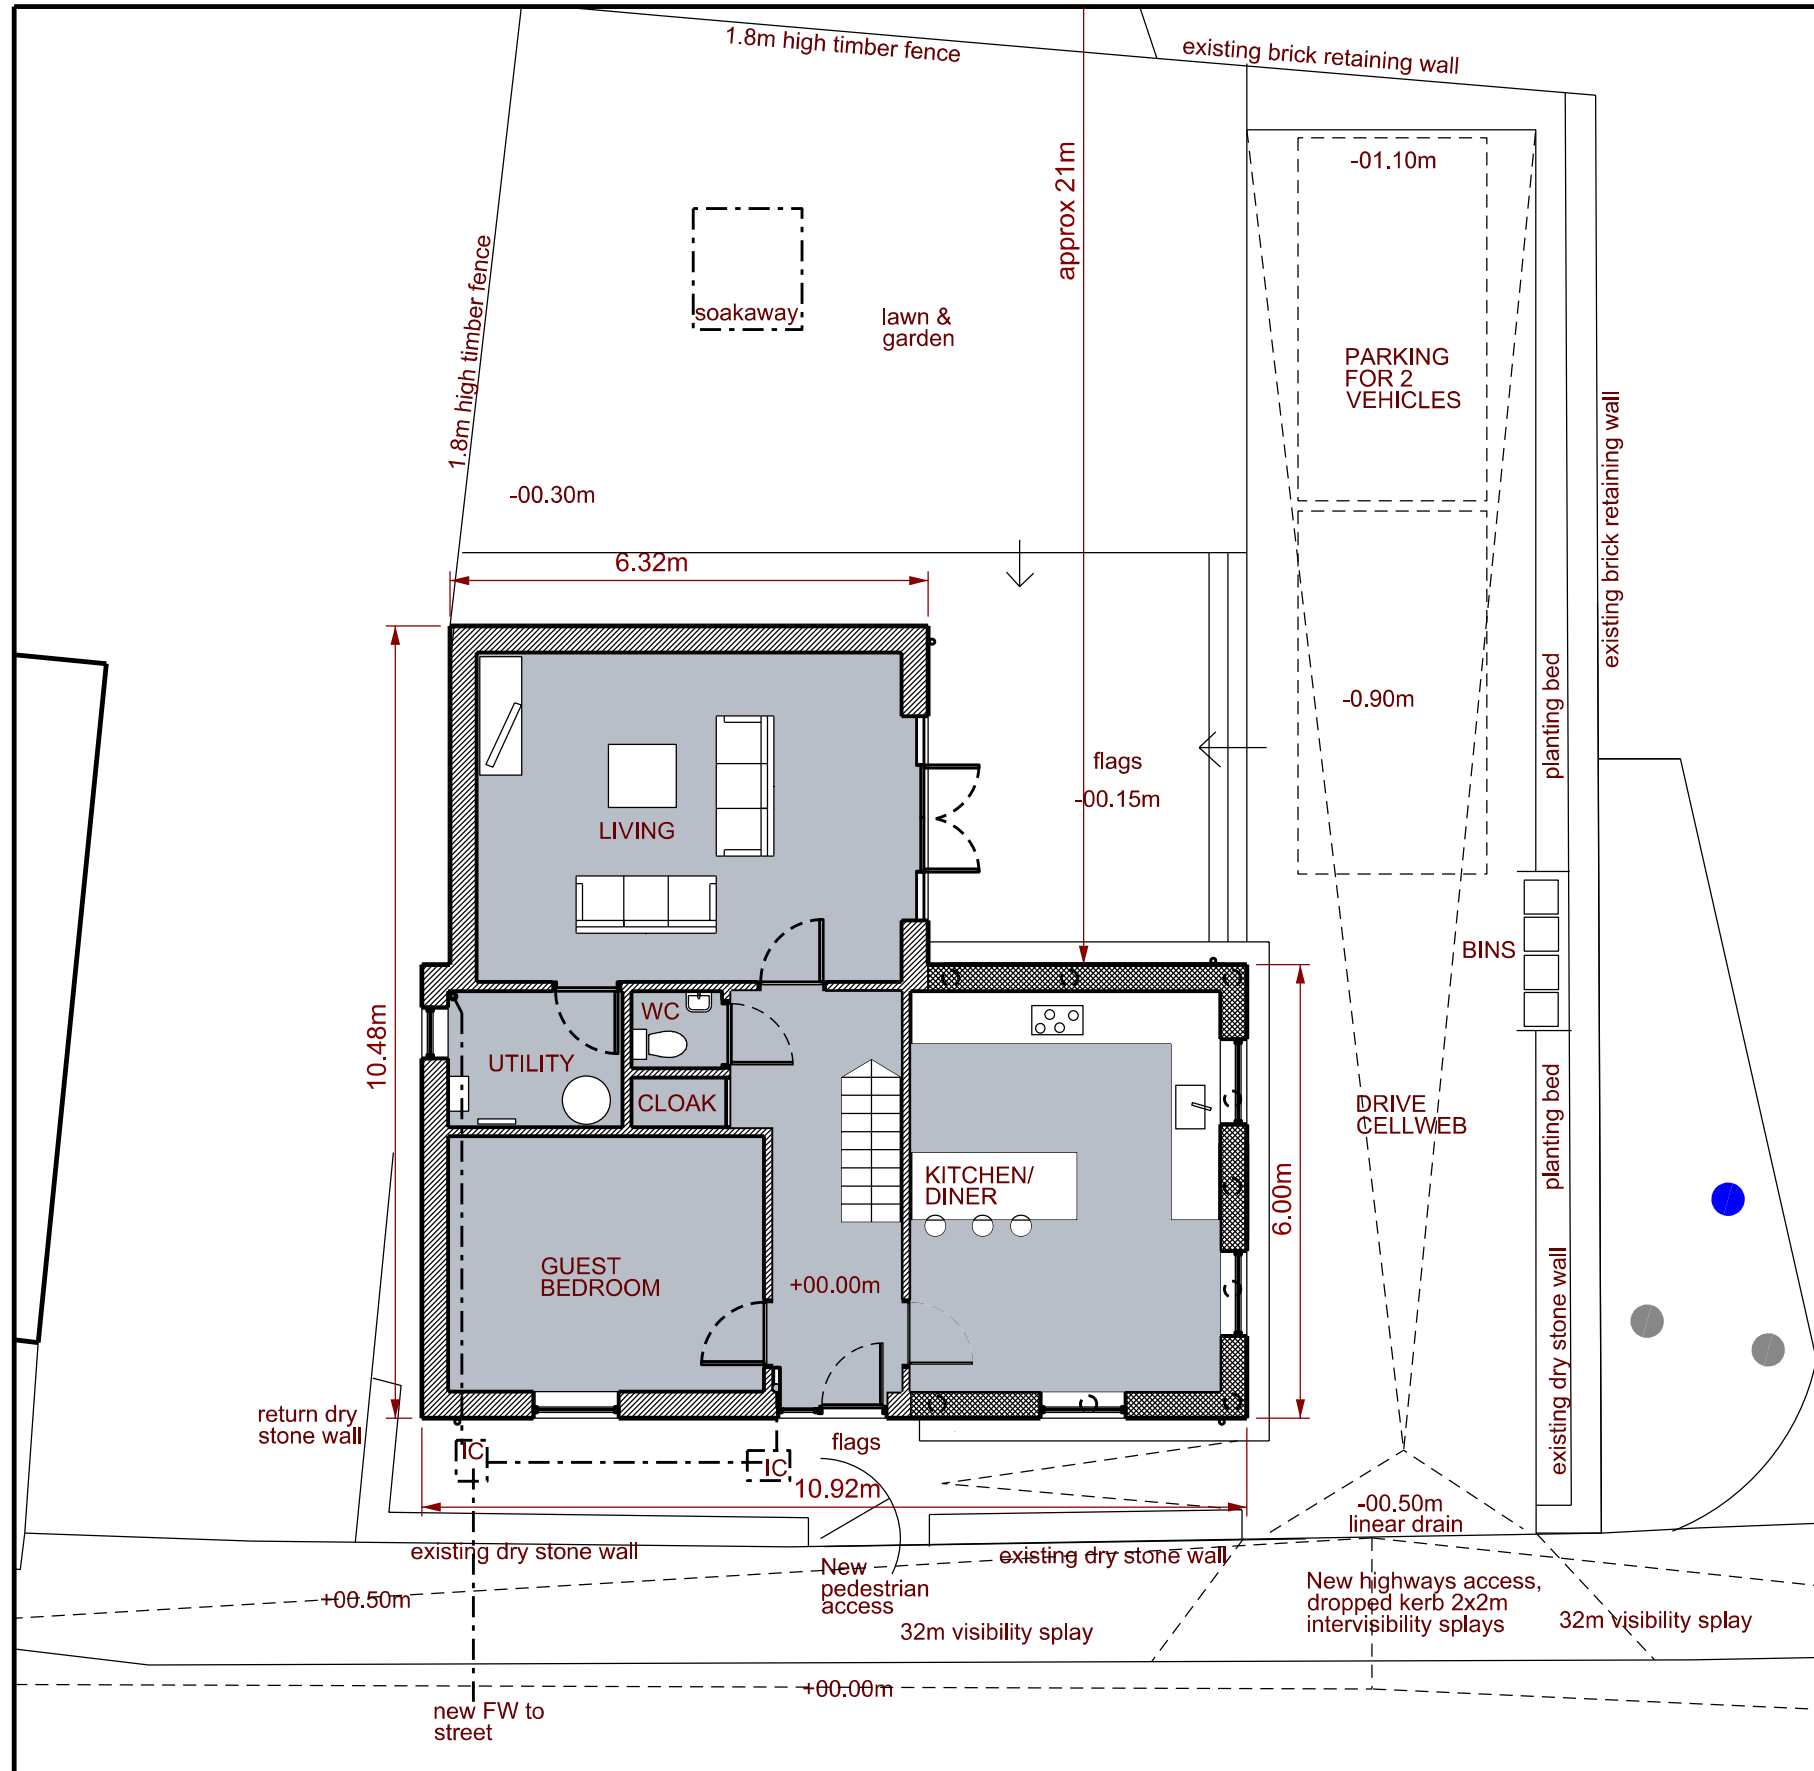 1.8m high timber fence
existing brick retaining wall
-01.10m
approx 21m
1.8m high timber fence
soakaway
lawn &
garden
PARKING
FOR 2
VEHICLES
existing brick retaining wall
-00.30m
6.32m
-0.90m
planting bed
flags
-00.15m
LIVING
BINS
10.48m
WC
UTILITY
CLOAK
DRIVE
CELLWEB
planting bed
KITCHEN/
DINER
6.00m
GUEST
BEDROOM
+00.00m
existing dry stone wall
return dry
stone wall
IC
IC
flags
10.92m
-00.50m
linear drain
existing dry stone wall
existing dry stone wall
New
pedestrian
access
+00.50m
New highways access,
dropped kerb 2x2m
intervisibility splays
32m visibility splay
32m visibility splay
+00.00m
new FW to
street